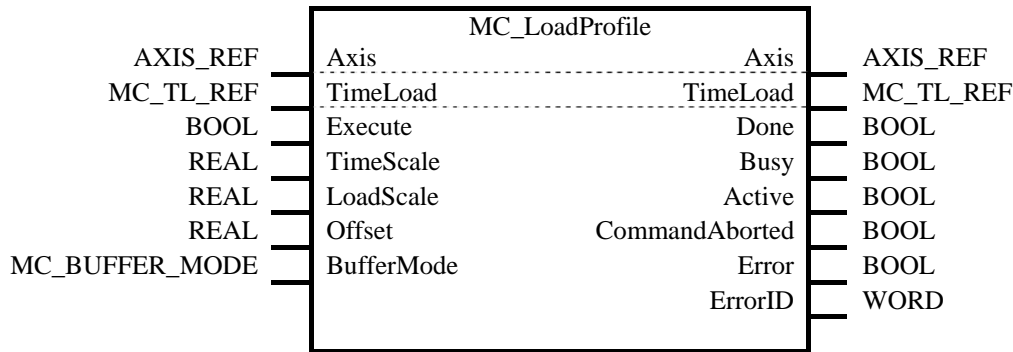 MC_LoadProfile
AXIS_REF Axis Axis AXIS_REF
MC_TL_REF TimeLoad TimeLoad MC_TL_REF
BOOL Execute Done BOOL
REAL TimeScale Busy BOOL
REAL LoadScale Active BOOL
REAL Offset CommandAborted BOOL
MC_BUFFER_MODE BufferMode Error BOOL
ErrorID WORD